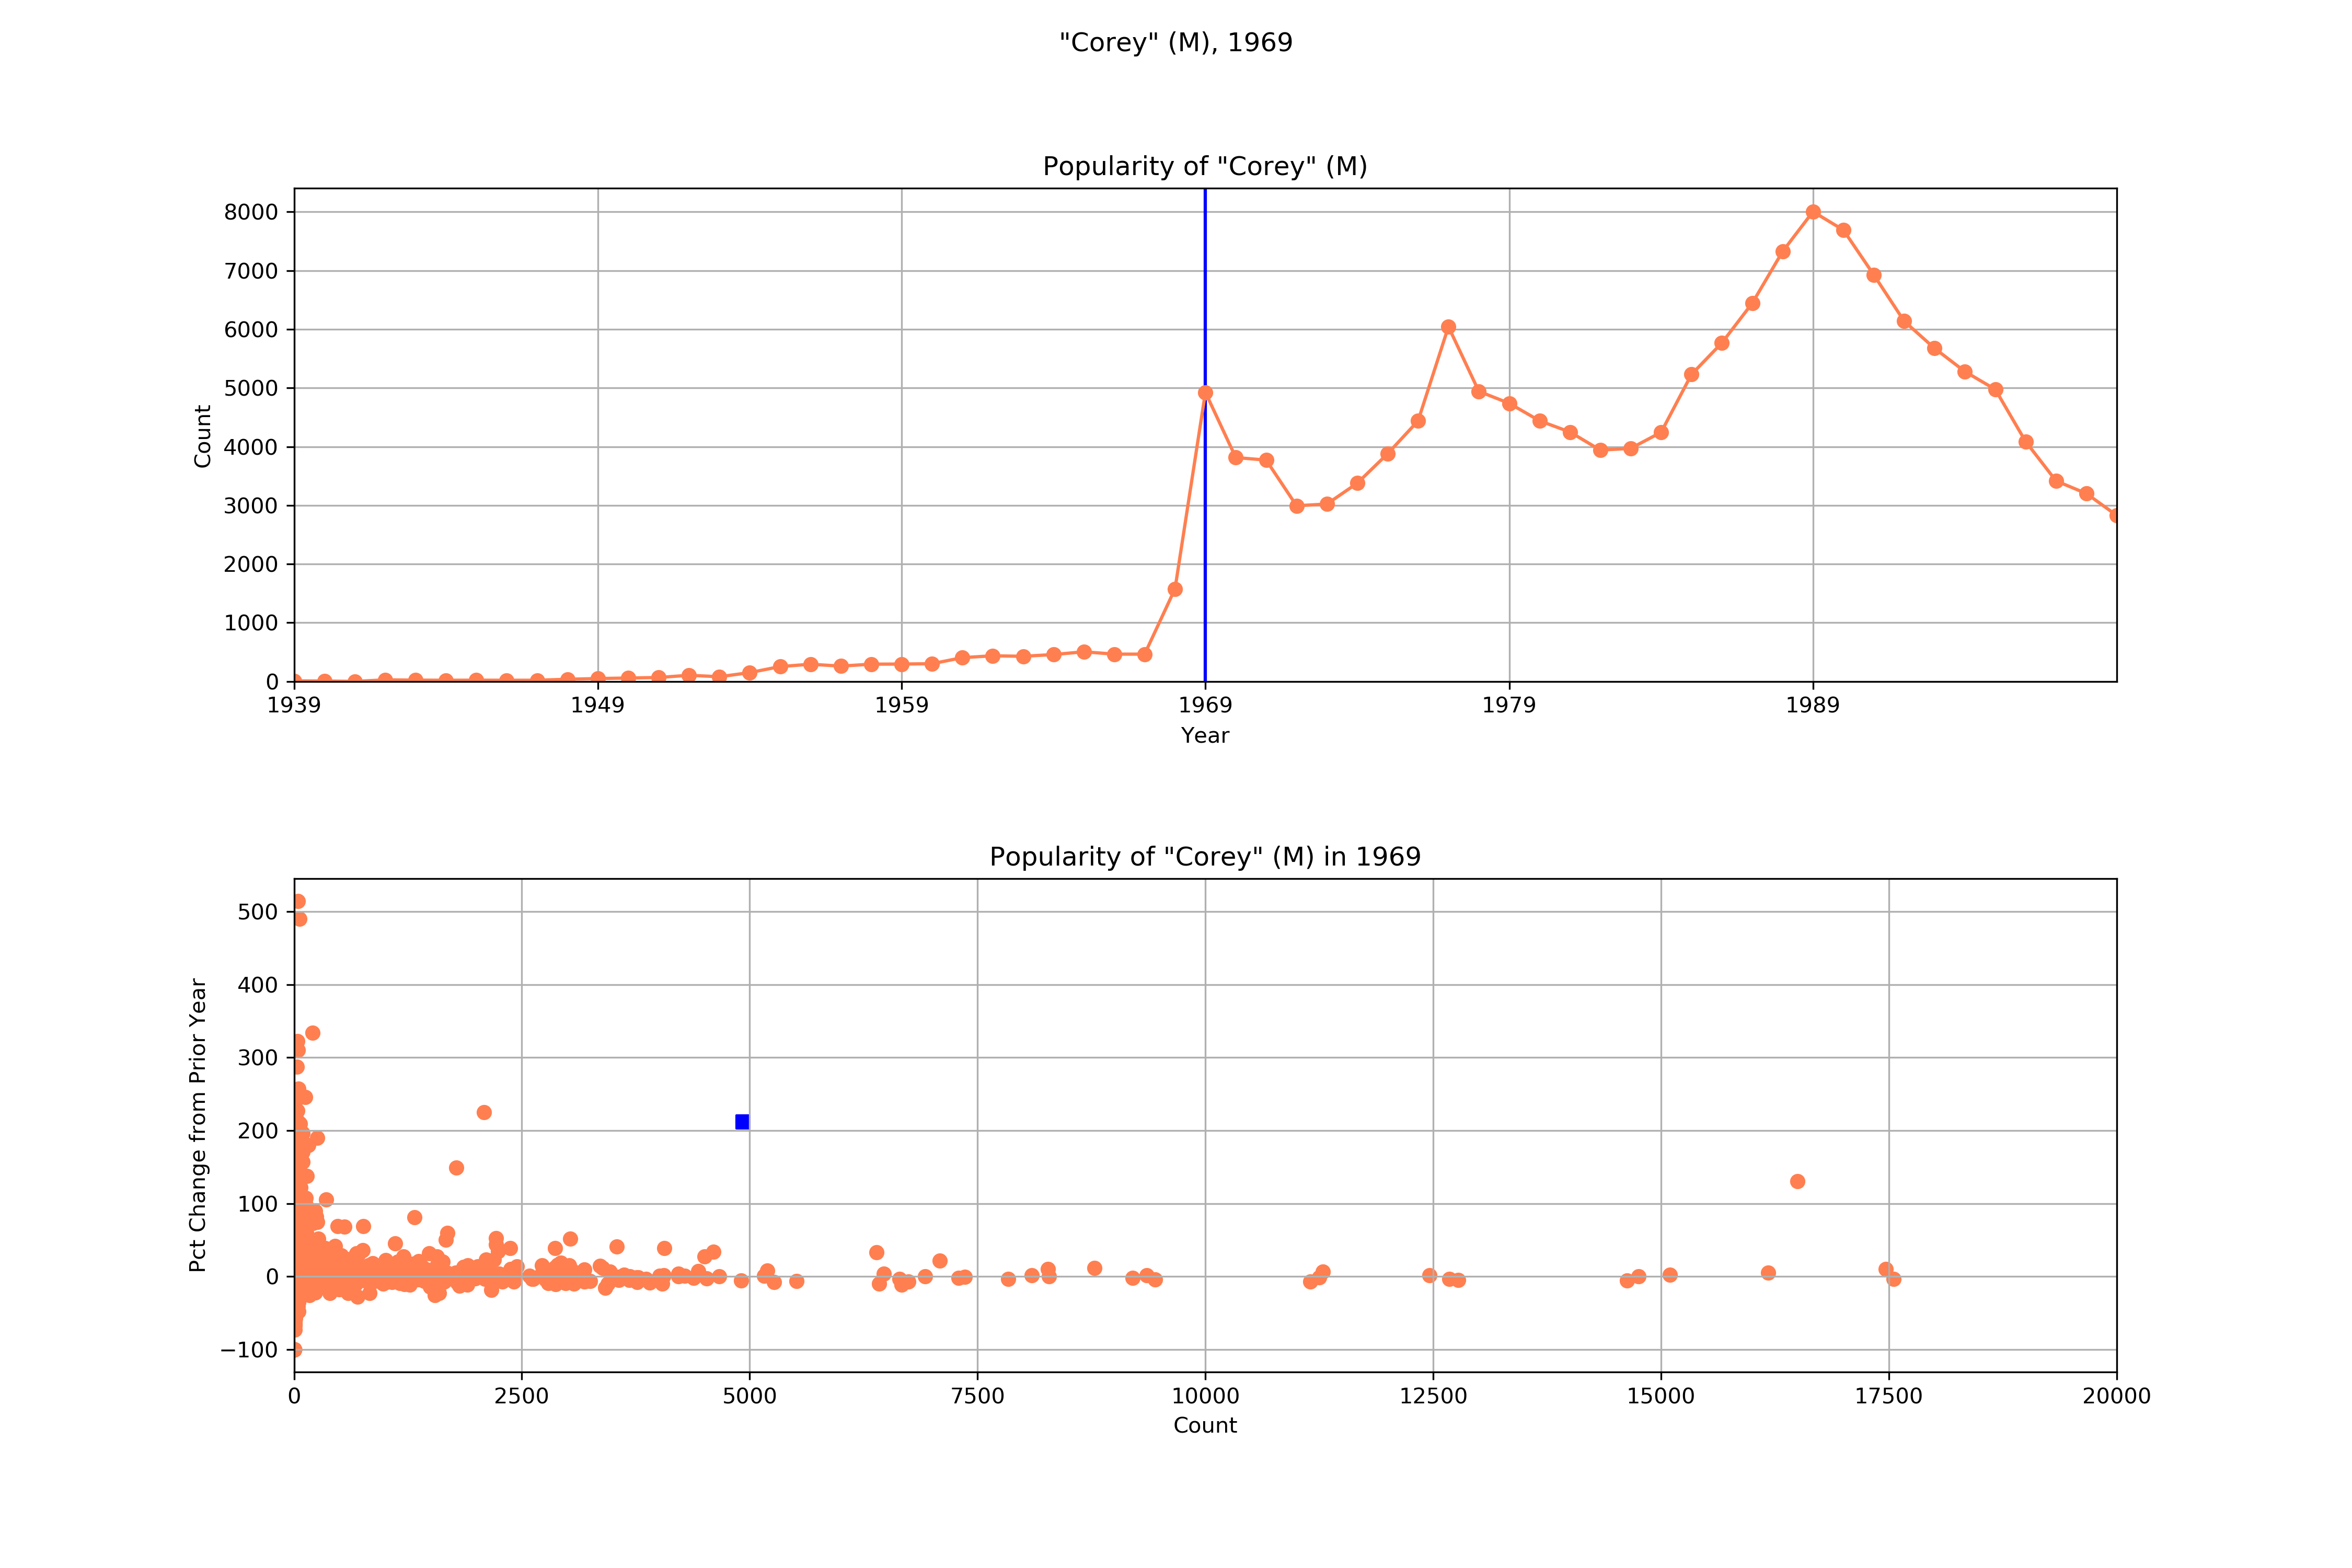 "Corey" (M), 1969
Popularity of "Corey" (M)
8000
7000
6000
5000
4000
3000
2000
1000
0
Count
1939 1949 1959 1969 1979 1989
Year
Popularity of "Corey" (M) in 1969
500
400
300
200
100
0
−100
Pct Change from Prior Year
0 2500 5000 7500 10000 12500 15000 17500 20000
Count